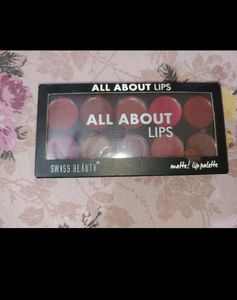 ALL ABOUT LIPS
ALL ABOUT
LIPS
SWISS BEAUTY
matte! lip palette